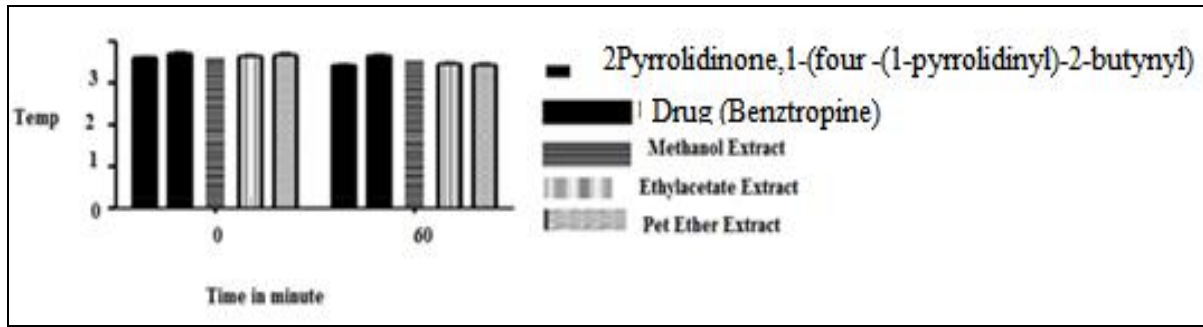 3
Temp
2
1
0
0
60
Time in minute
2Pyrrolidinone,1-(four -(1-pyrrolidinyl)-2-butynyl)
Drug (Benztropine)
Methanol Extract
Ethylacetate Extract
Pet Ether Extract